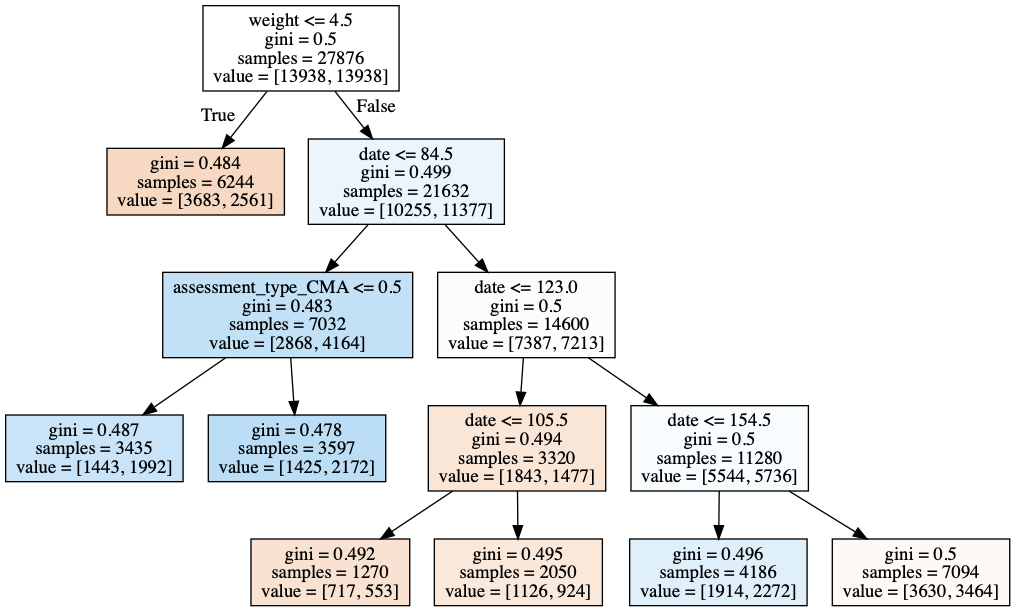 weight <= 4.5
gini = 0.5
samples = 27876
value = [13938, 13938]
True
False
gini = 0.484
samples = 6244
value = [3683, 2561]
date <= 84.5
gini = 0.499
samples = 21632
value = [10255, 11377]
assessment_type_CMA <= 0.5
gini = 0.483
samples = 7032
value = [2868, 4164]
date <= 123.0
gini = 0.5
samples = 14600
value = [7387, 7213]
gini = 0.487
samples = 3435
value = [1443, 1992]
gini = 0.478
samples = 3597
value = [1425, 2172]
date <= 105.5
gini = 0.494
samples = 3320
value = [1843, 1477]
date <= 154.5
gini = 0.5
samples = 11280
value = [5544, 5736]
gini = 0.492
samples = 1270
value = [717, 553]
gini = 0.495
samples = 2050
value = [1126, 924]
gini = 0.496
samples = 4186
value = [1914, 2272]
gini = 0.5
samples = 7094
value = [3630, 3464]